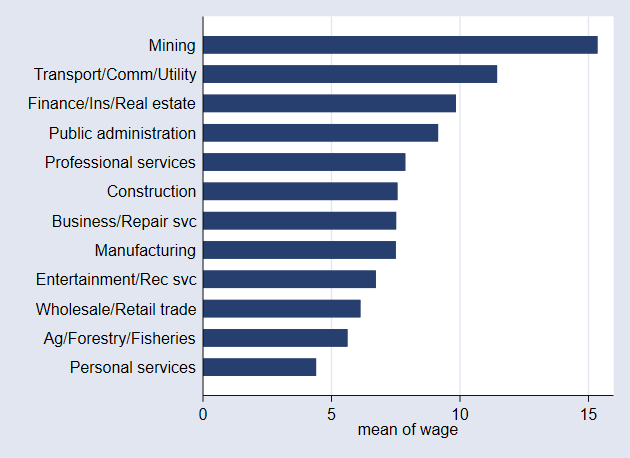 Mining
Transport/Comm/Utility
Finance/Ins/Real estate
Public administration
Professional services
Construction
Business/Repair svc
Manufacturing
Entertainment/Rec svc
Wholesale/Retail trade
Ag/Forestry/Fisheries
Personal services
0 5 10 15
mean of wage